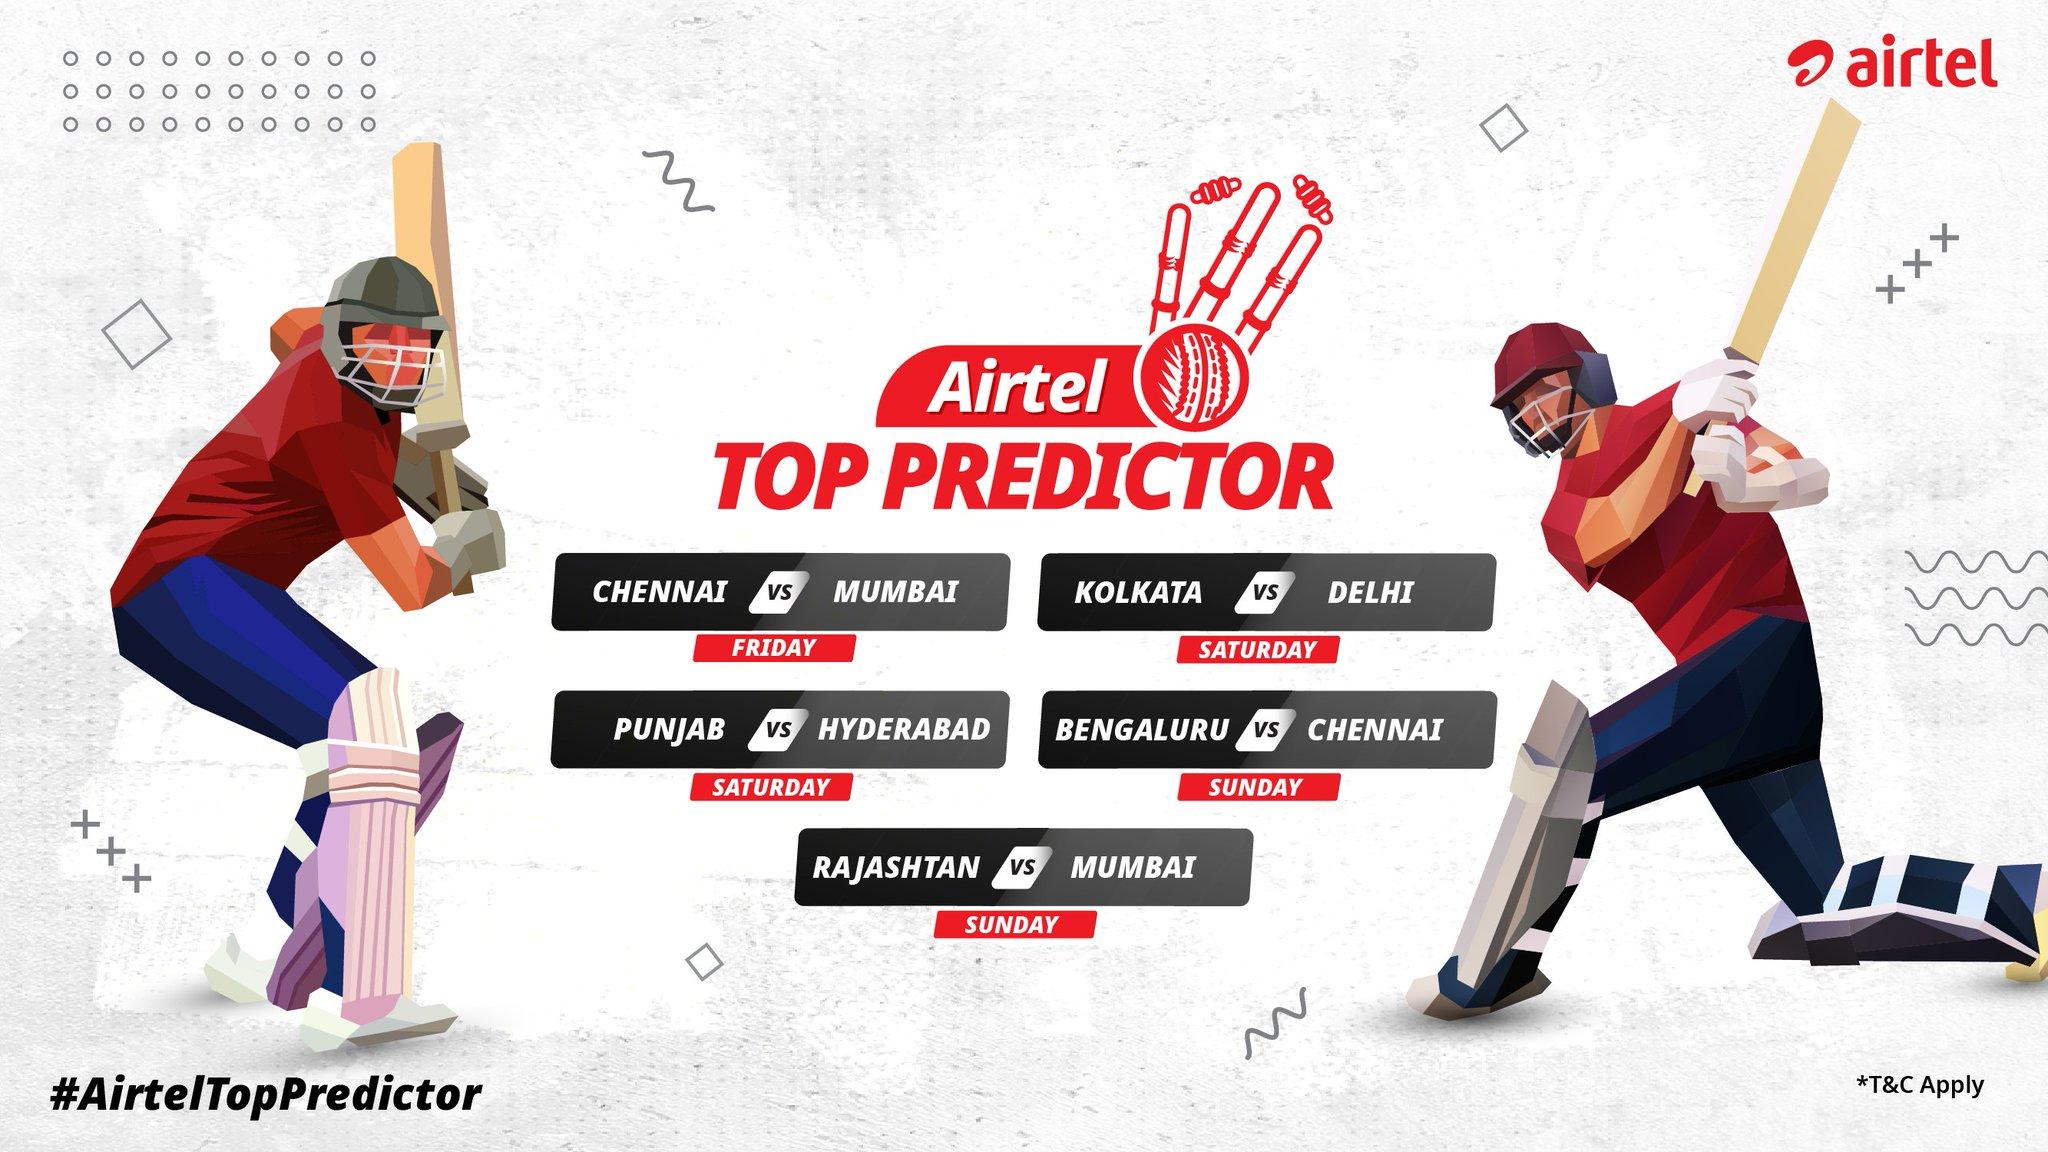 airtel
Airtel
TOP PREDICTOR
CHENNAI VS MUMBAI
FRIDAY
KOLKATA VS DELHI
SATURDAY
PUNJAB VS HYDERABAD
SATURDAY
BENGALURU VS CHENNAI
SUNDAY
RAJASHTAN VS MUMBAI
SUNDAY
#AirtelTopPredictor
*T&C Apply